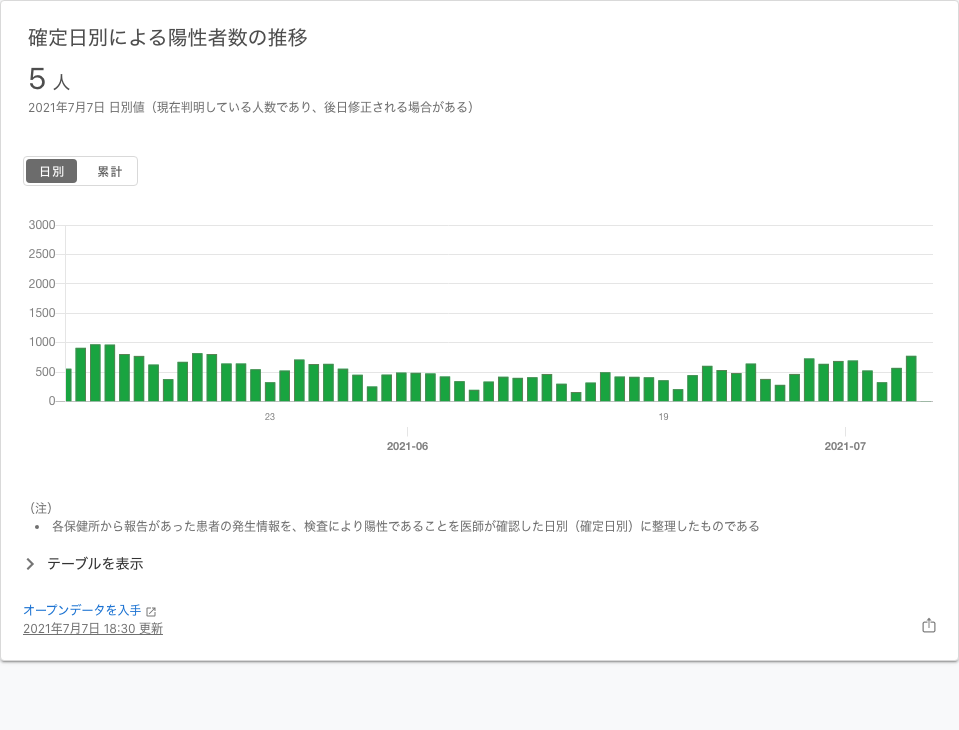 確定日別による陽性者数の推移
5 人
2021年7月7日 日別値（現在判明している人数であり、後日修正される場合がある）
日別 累計
3000
2500
2000
1500
1000
500
0
23 19
2021-06 2021-07
（注）
• 各保健所から報告があった患者の発生情報を、検査により陽性であることを医師が確認した日別（確定日別）に整理したものである
テーブルを表示
オープンデータを入手
2021年7月7日 18:30 更新